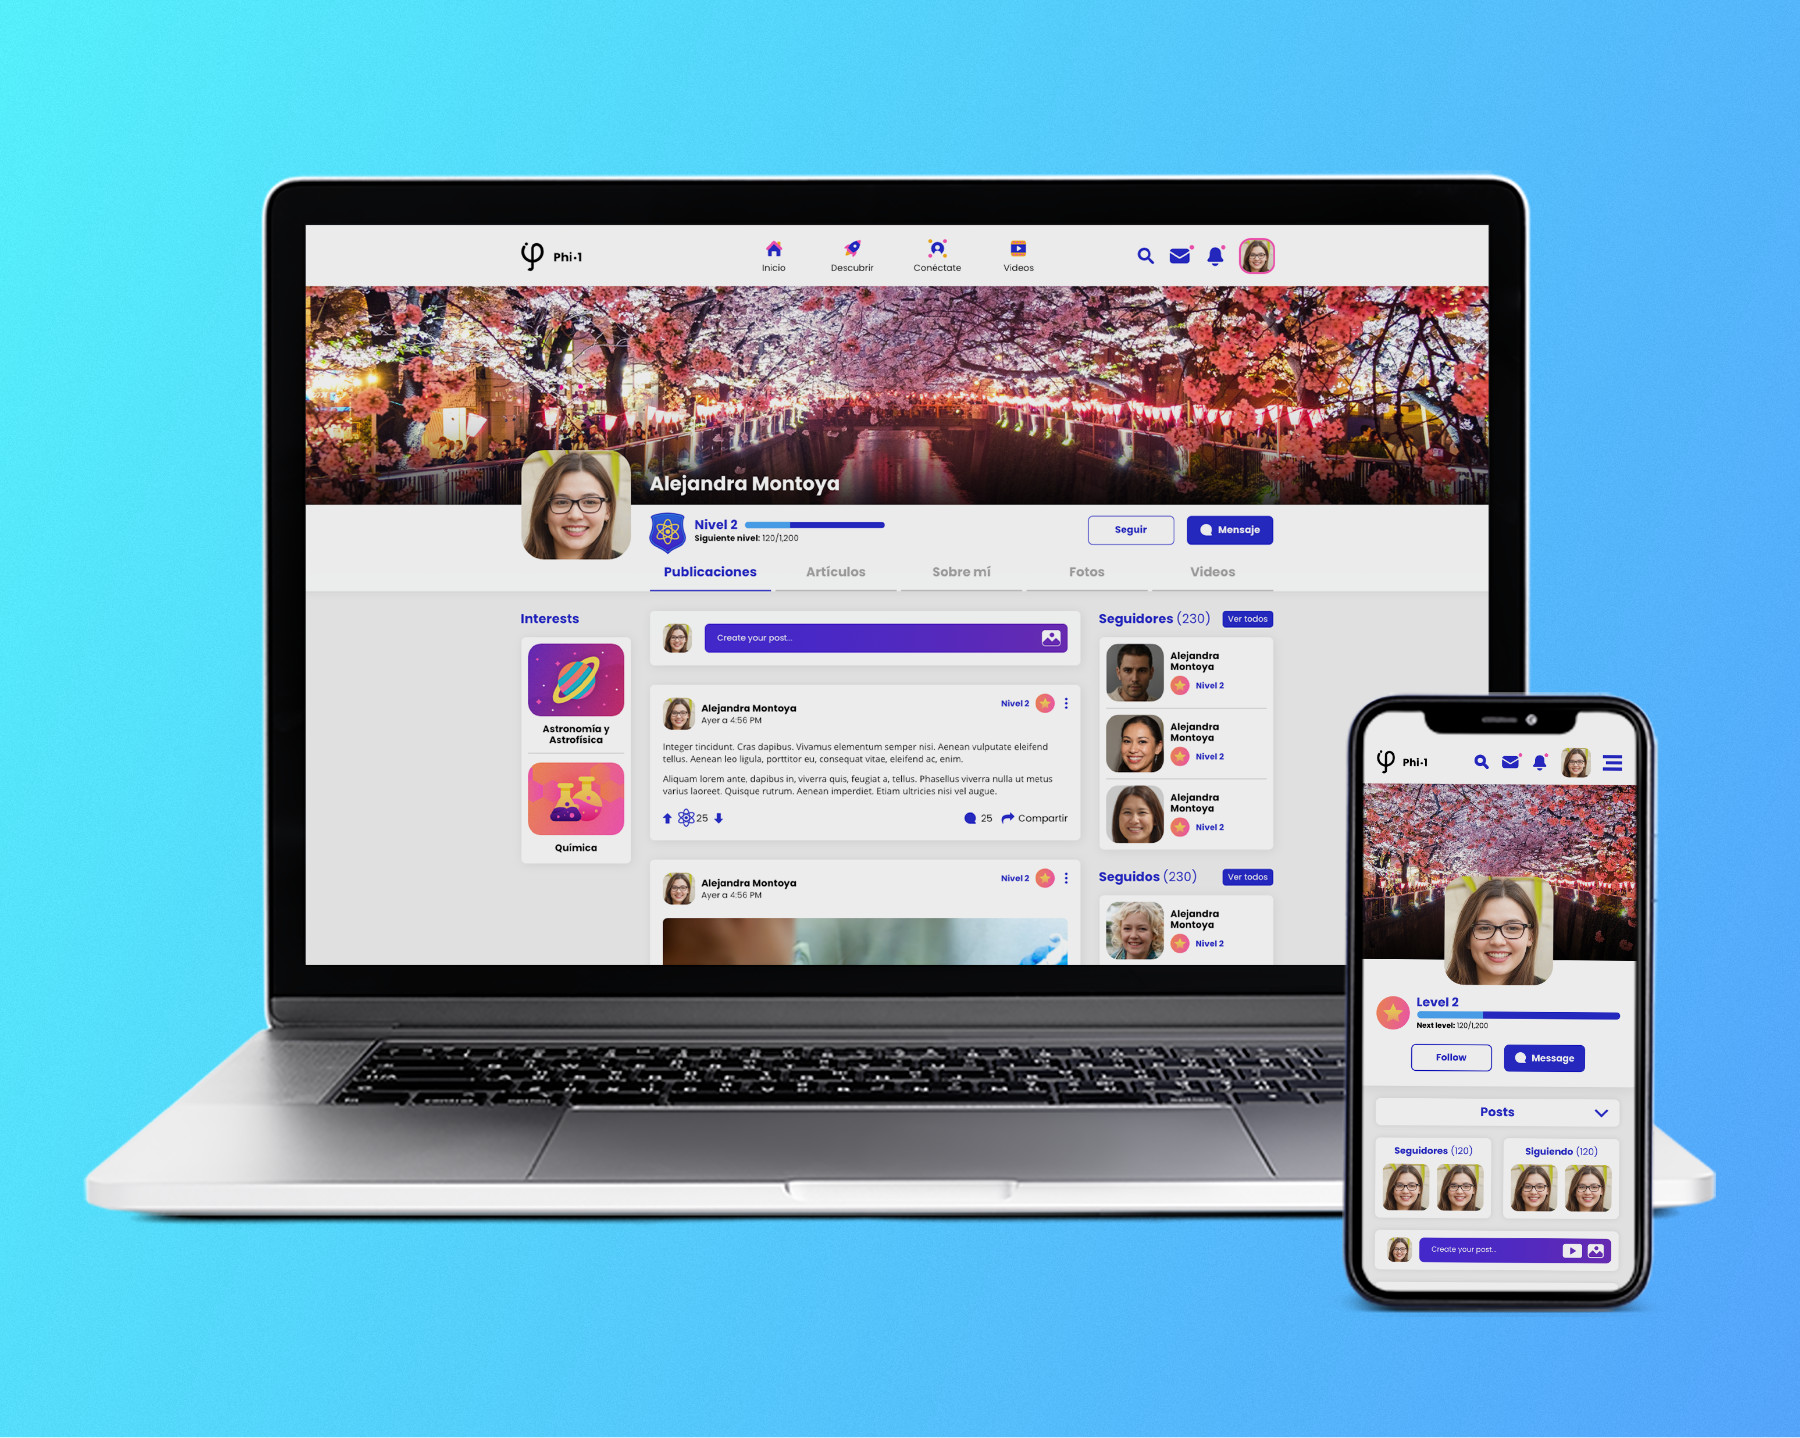 Phi·1
Inicio
Descubrir
Conéctate
Videos
Alejandra Montoya
Nivel 2
Siguiente nivel: 120/1,200
Seguir
Mensaje
Publicaciones
Artículos
Sobre mí
Fotos
Videos
Interests
Astronomía y
Astrofísica
Química
Create your post..
Alejandra Montoya
Ayer a 4:56 PM
Nivel 2
Integer tincidunt. Cras dapibus. Vivamus elementum semper nisi. Aenean vulputate eleifend
tellus. Aenean leo ligula, porttitor eu, consequat vitae, eleifend ac, enim.
Aliquam lorem ante, dapibus in, viverra quis, feugiat a, tellus. Phasellus viverra nulla ut metus
varius laoreet. Quisque rutrum. Aenean imperdiet. Etiam ultricies nisi vel augue.
25
25
Compartir
Alejandra Montoya
Ayer a 4:56 PM
Nivel 2
Seguidores (230)
Ver todos
Alejandra
Montoya
Nivel 2
Alejandra
Montoya
Nivel 2
Alejandra
Montoya
Nivel 2
Seguidos (230)
Ver todos
Alejandra
Montoya
Nivel 2
Phi·1
Level 2
Next level: 120/1,200
Follow
Message
Posts
Seguidores (120)
Siguiendo (120)
Create your post..